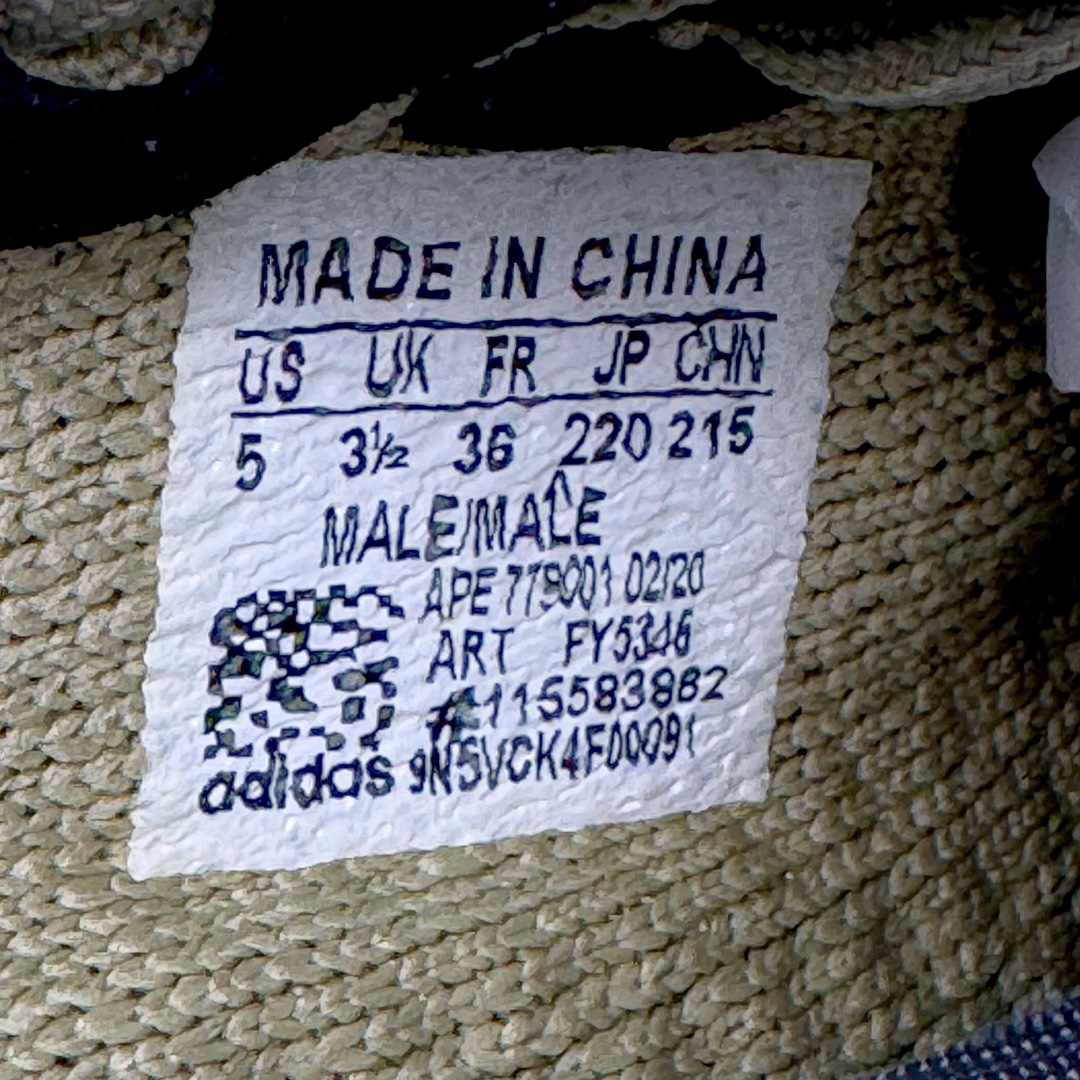 MADE IN CHINA
US UK FR JP CHN
5 3½ 36 220 215
MALE/MALE
APE 779001 02/20
ART FY5346
#115583882
adidas 9N5VCK4F00091